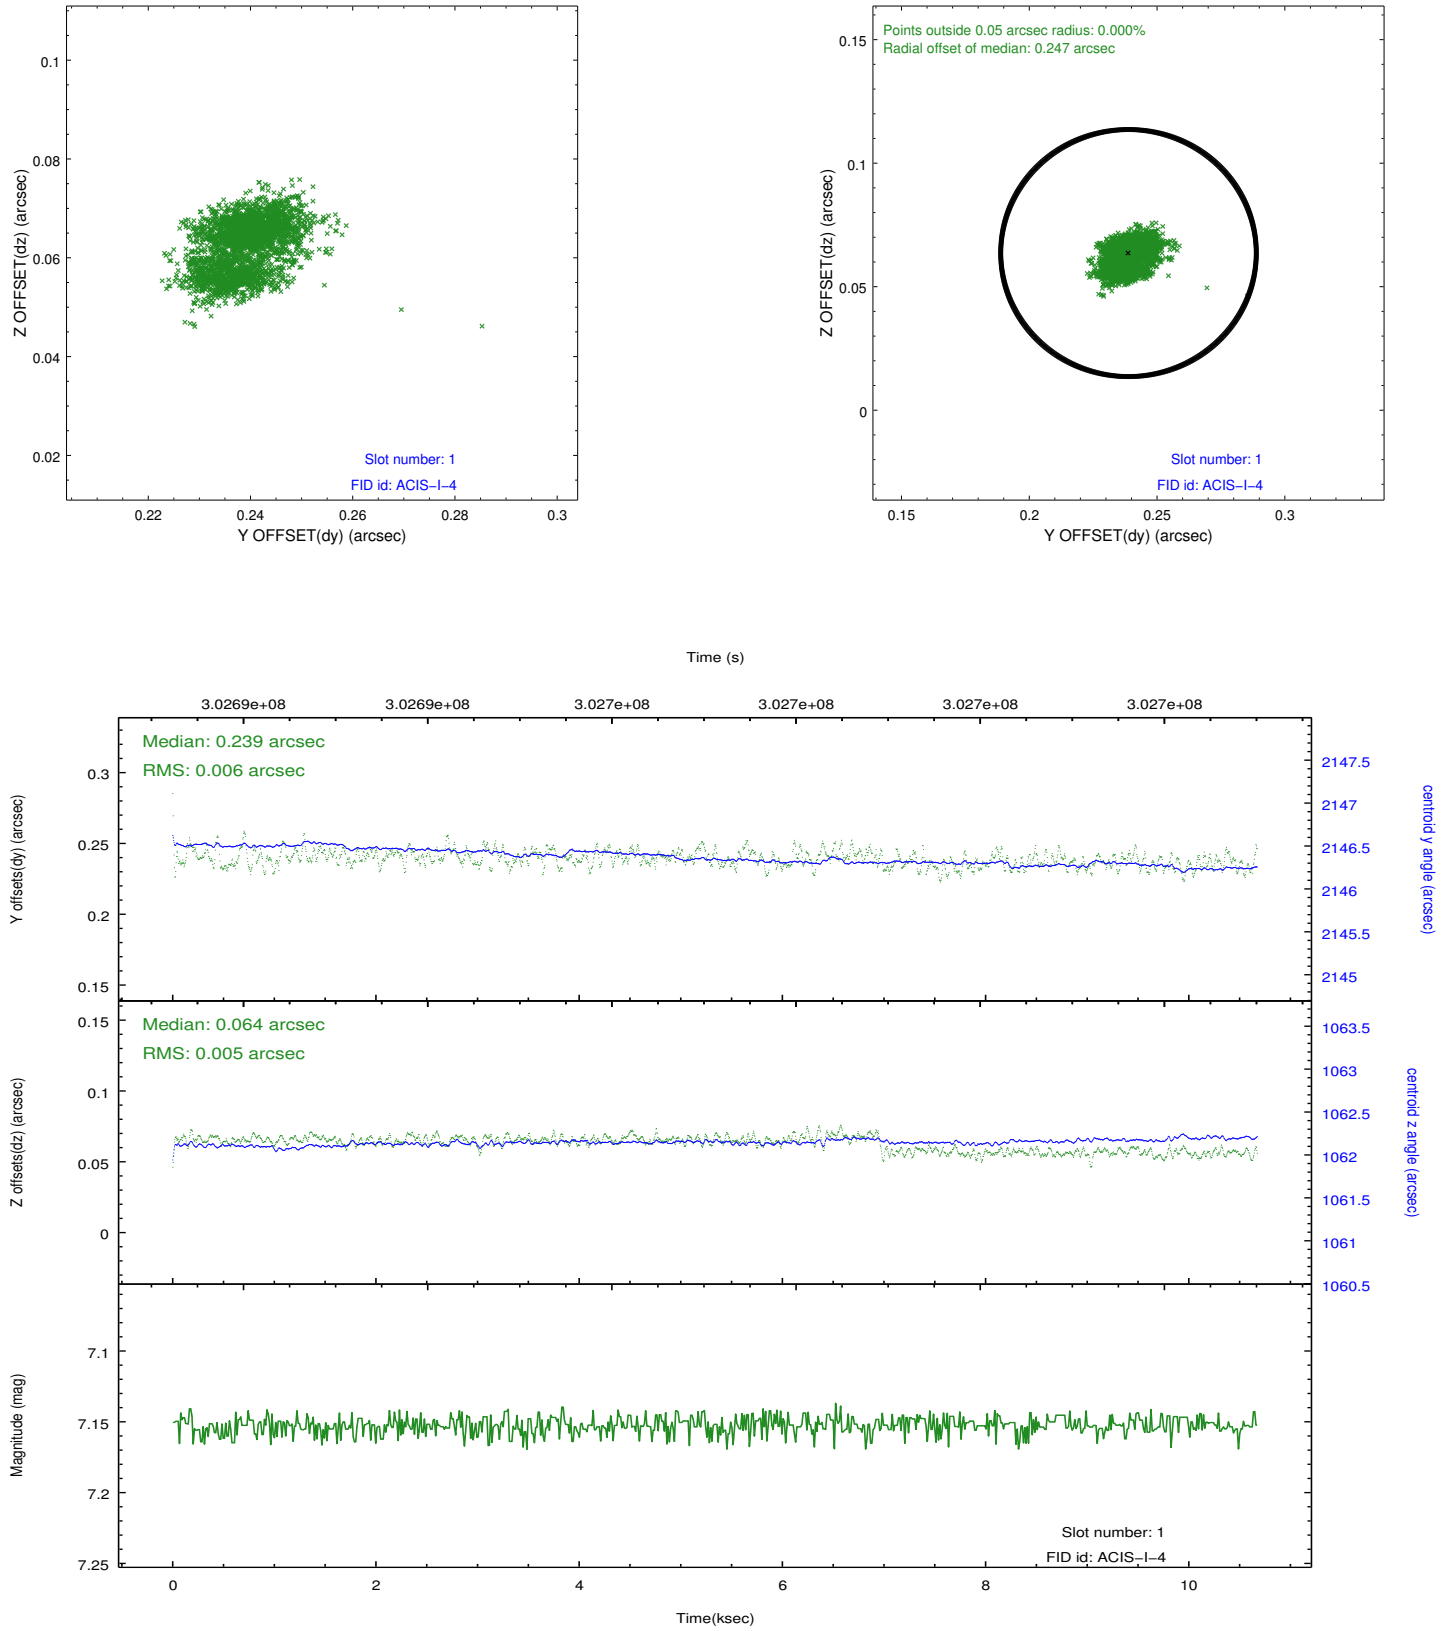 0.1
0.08
0.06
0.04
0.02
Z OFFSET(dz) (arcsec)
Slot number: 1
FID id: ACIS−I−4
0.22
0.24
0.26
0.28
0.3
Y OFFSET(dy) (arcsec)
Points outside 0.05 arcsec radius: 0.000%
Radial offset of median: 0.247 arcsec
0.15
0.1
0.05
0
Z OFFSET(dz) (arcsec)
Slot number: 1
FID id: ACIS−I−4
0.15
0.2
0.25
0.3
Y OFFSET(dy) (arcsec)
Time (s)
3.0269e+08
3.0269e+08
3.027e+08
3.027e+08
3.027e+08
3.027e+08
Median: 0.239 arcsec
RMS: 0.006 arcsec
0.3
0.25
0.2
0.15
Y offsets(dy) (arcsec)
2147.5
2147
2146.5
2146
2145.5
2145
centroid y angle (arcsec)
Median: 0.064 arcsec
RMS: 0.005 arcsec
0.15
0.1
0.05
0
Z offsets(dz) (arcsec)
1063.5
1063
1062.5
1062
1061.5
1061
1060.5
centroid z angle (arcsec)
7.1
7.15
7.2
7.25
Magnitude (mag)
Slot number: 1
FID id: ACIS−I−4
0
2
4
6
8
10
Time(ksec)